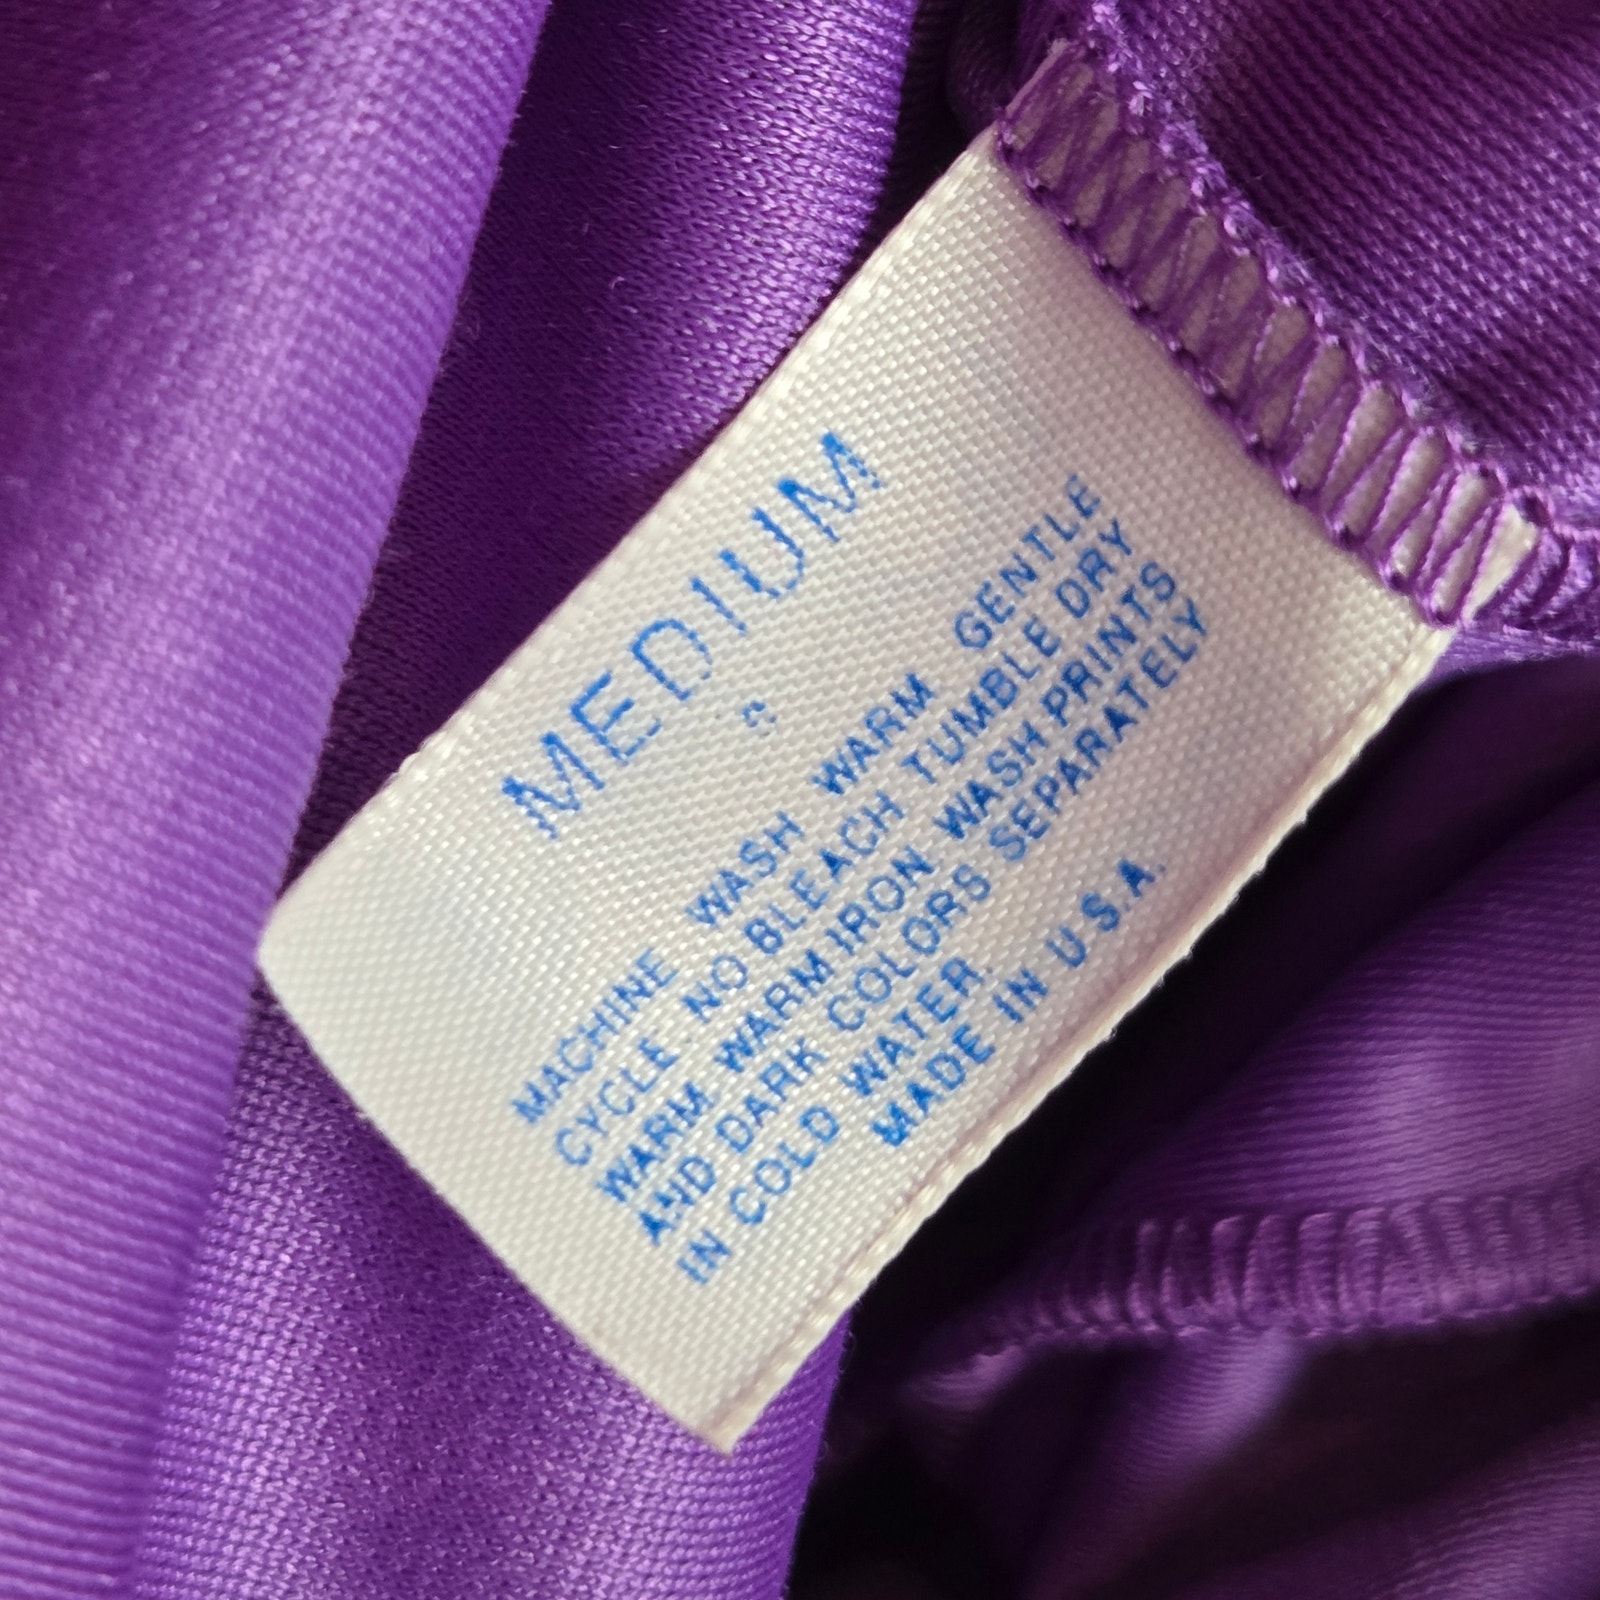 MEDIUM
MACHINE WASH WARM GENTLE
CYCLE NO BLEACH TUMBLE DRY
WARM WARM IRON WASH PRINTS
AND DARK COLORS SEPARATELY
IN COLD WATER.
MADE IN U.S.A.